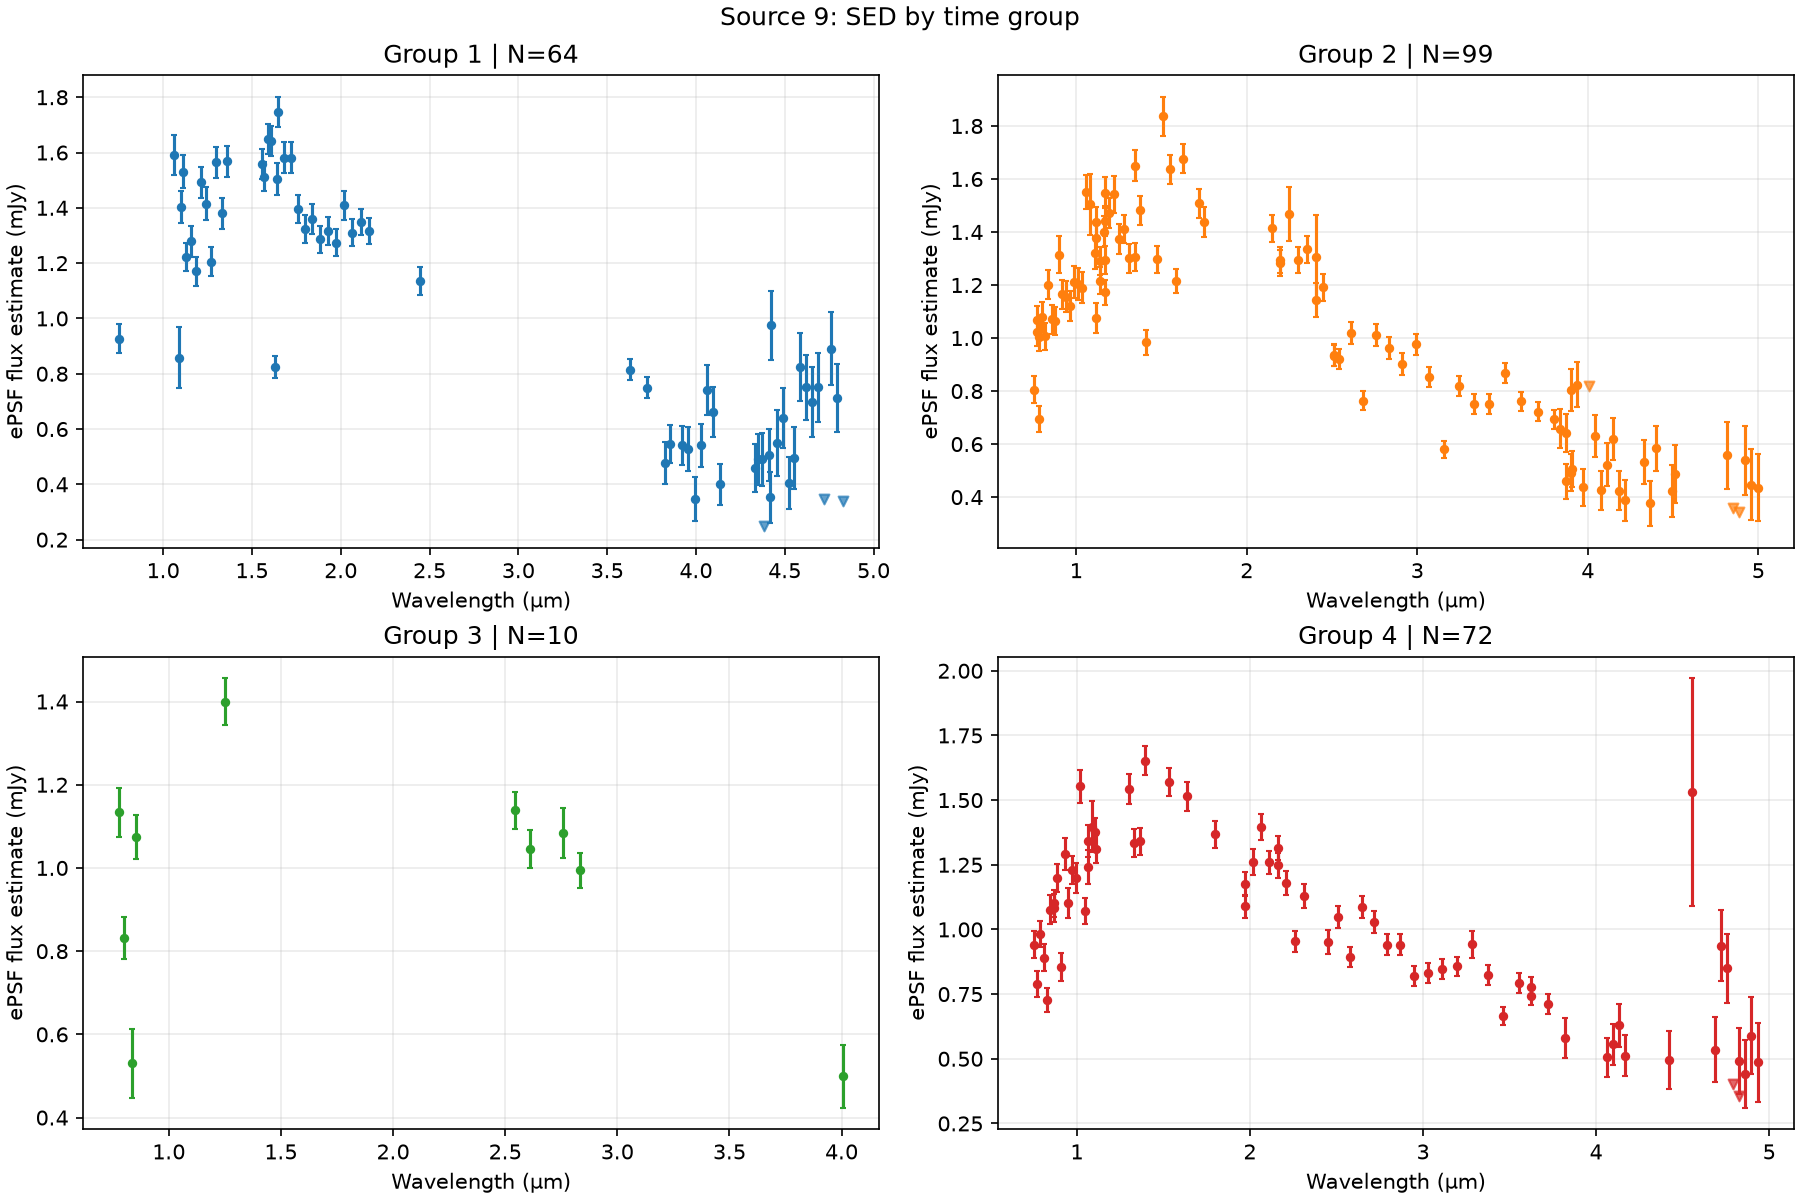 Source 9: SED by time group
Group 1 | N=64
ePSF flux estimate (mJy)
1.8
1.6
1.4
1.2
1.0
0.8
0.6
0.4
0.2
1.0 1.5 2.0 2.5 3.0 3.5 4.0 4.5 5.0
Wavelength (µm)
Group 2 | N=99
ePSF flux estimate (mJy)
1.8
1.6
1.4
1.2
1.0
0.8
0.6
0.4
1 2 3 4 5
Wavelength (µm)
Group 3 | N=10
ePSF flux estimate (mJy)
1.4
1.2
1.0
0.8
0.6
0.4
1.0 1.5 2.0 2.5 3.0 3.5 4.0
Wavelength (µm)
Group 4 | N=72
ePSF flux estimate (mJy)
2.00
1.75
1.50
1.25
1.00
0.75
0.50
0.25
1 2 3 4 5
Wavelength (µm)